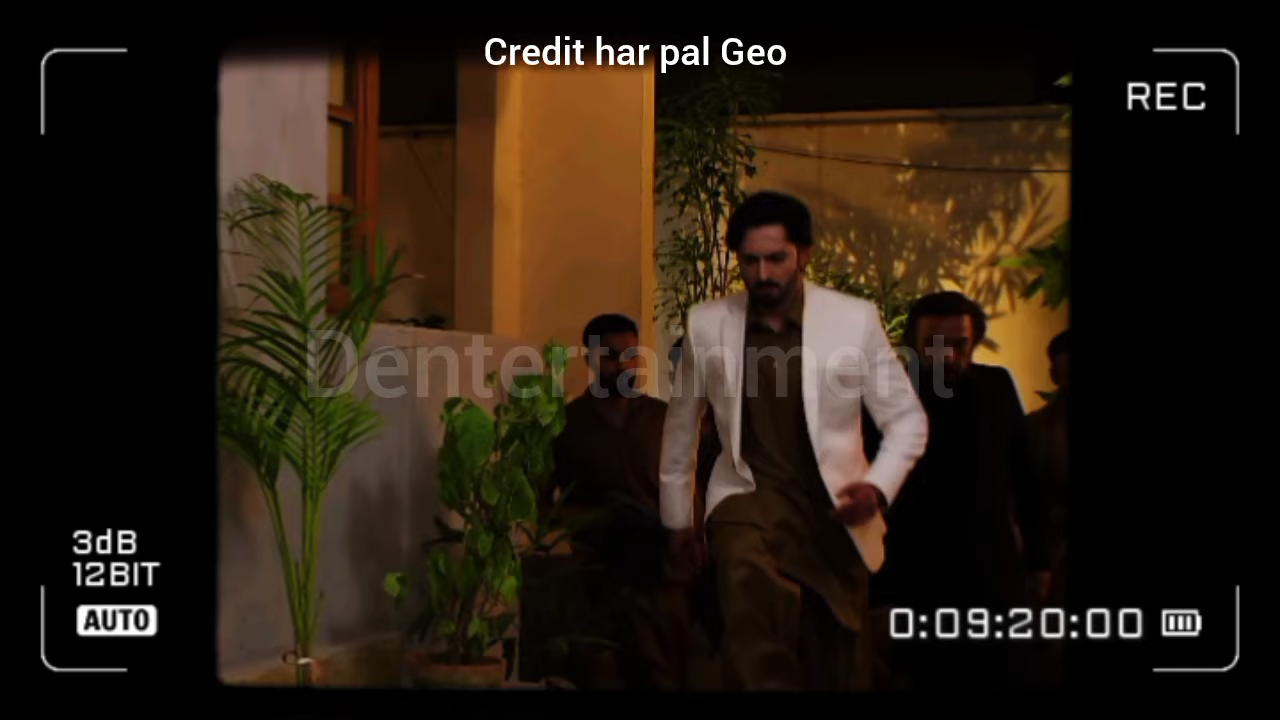 Credit har pal Geo
REC
Dentertainment
3dB
12BIT
AUTO
0:09:20:00